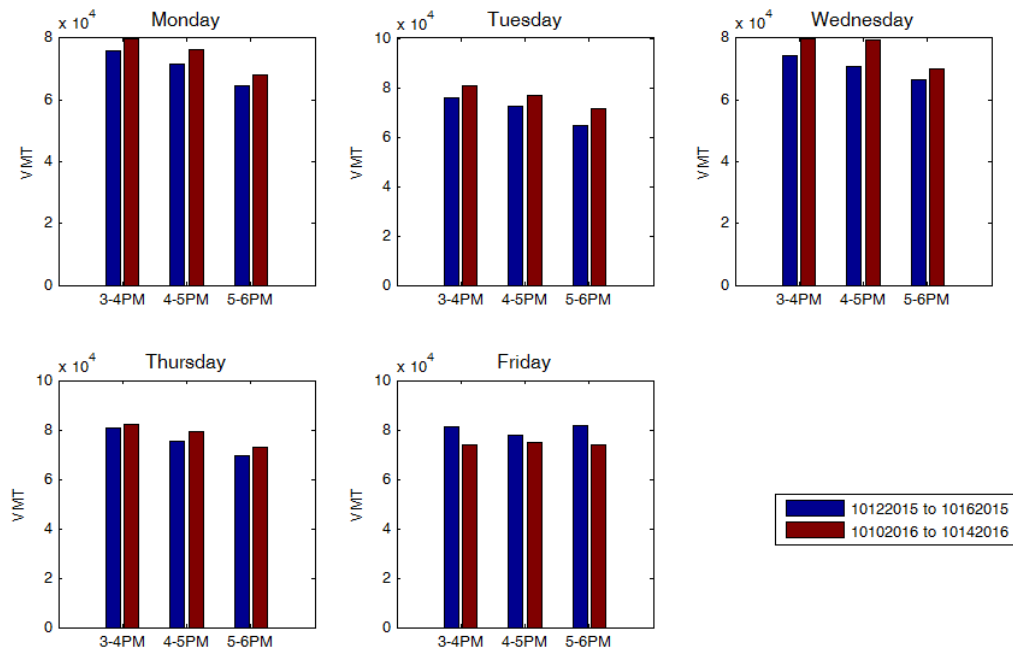 Monday
x 10^4
8
6
4
2
0
VMT
3-4PM 4-5PM 5-6PM
Tuesday
x 10^4
10
8
6
4
2
0
VMT
3-4PM 4-5PM 5-6PM
Wednesday
x 10^4
8
6
4
2
0
VMT
3-4PM 4-5PM 5-6PM
Thursday
x 10^4
10
8
6
4
2
0
VMT
3-4PM 4-5PM 5-6PM
Friday
x 10^4
10
8
6
4
2
0
VMT
3-4PM 4-5PM 5-6PM
10122015 to 10162015
10102016 to 10142016